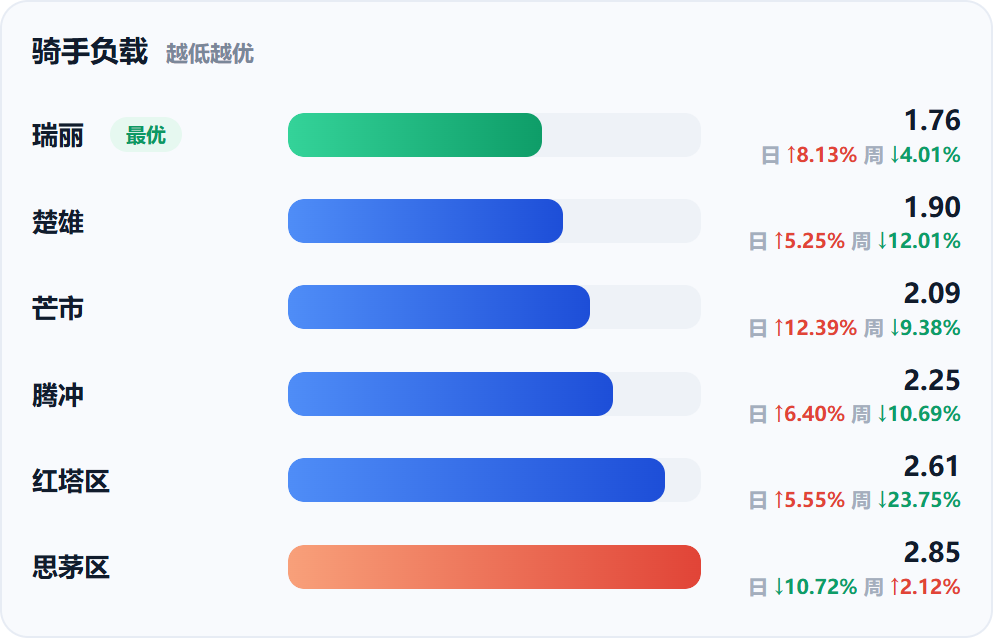 骑手负载 越低越优
瑞丽 最优 1.76
日 ↑8.13% 周 ↓4.01%
楚雄 1.90
日 ↑5.25% 周 ↓12.01%
芒市 2.09
日 ↑12.39% 周 ↓9.38%
腾冲 2.25
日 ↑6.40% 周 ↓10.69%
红塔区 2.61
日 ↑5.55% 周 ↓23.75%
思茅区 2.85
日 ↓10.72% 周 ↑2.12%